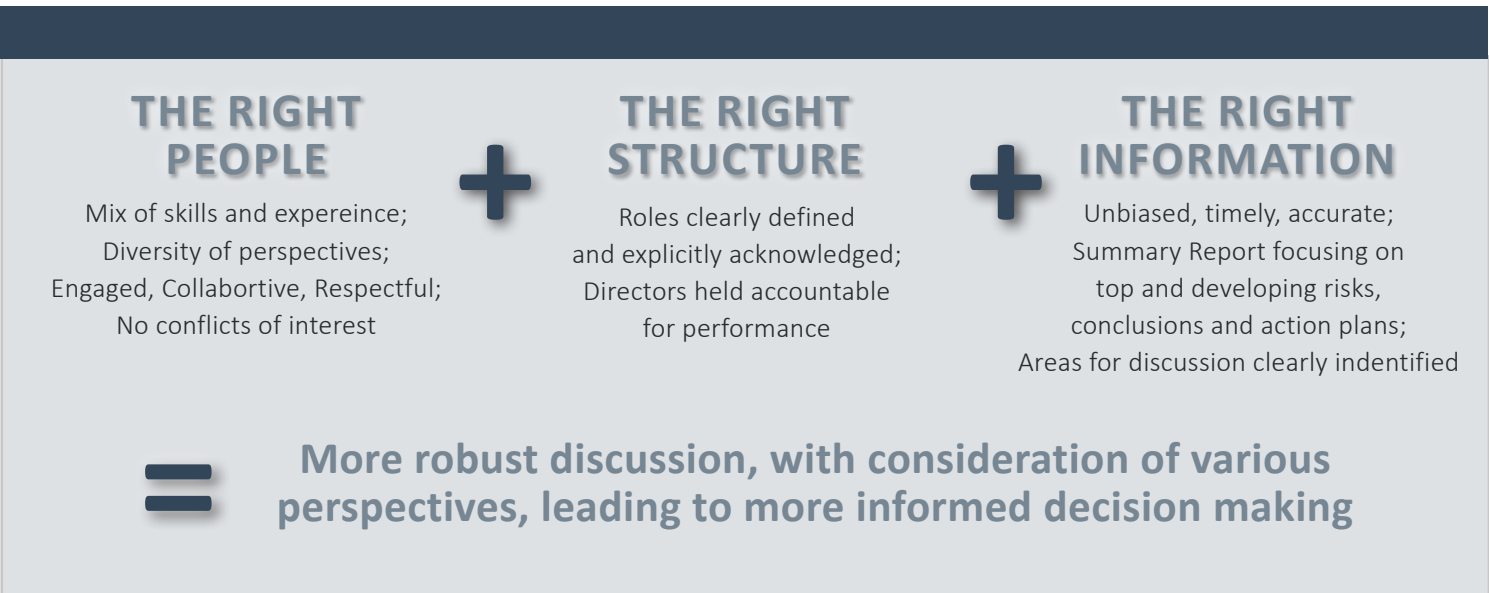 THE RIGHT
PEOPLE
Mix of skills and expereince;
Diversity of perspectives;
Engaged, Collabortive, Respectful;
No conflicts of interest
+
THE RIGHT
STRUCTURE
Roles clearly defined
and explicitly acknowledged;
Directors held accountable
for performance
+
THE RIGHT
INFORMATION
Unbiased, timely, accurate;
Summary Report focusing on
top and developing risks,
conclusions and action plans;
Areas for discussion clearly indentified
=
More robust discussion, with consideration of various
perspectives, leading to more informed decision making